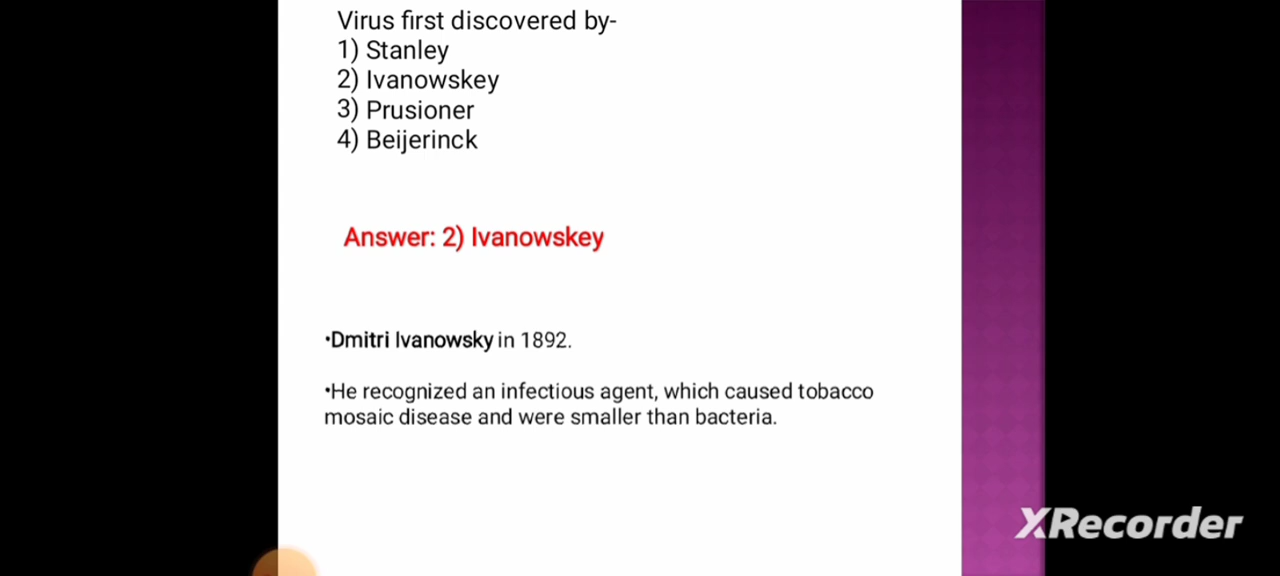 Virus first discovered by-
1) Stanley
2) Ivanowskey
3) Prusioner
4) Beijerinck
Answer: 2) Ivanowskey
•Dmitri Ivanowsky in 1892.
•He recognized an infectious agent, which caused tobacco
mosaic disease and were smaller than bacteria.
XRecorder